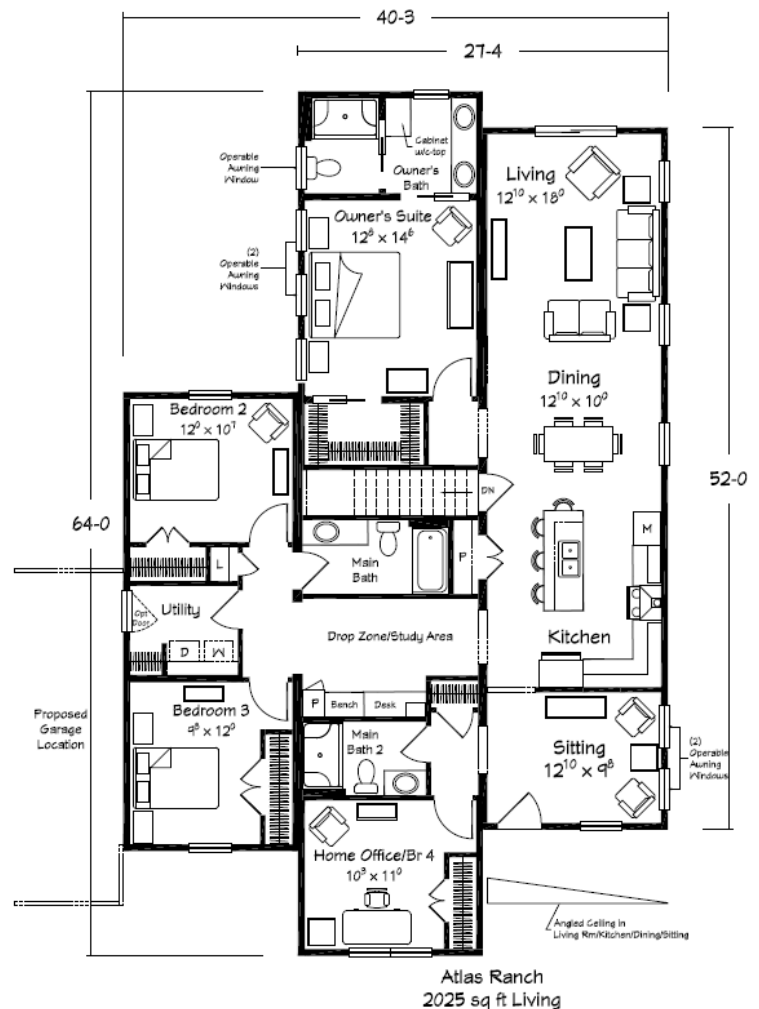 40-3
27-4
Operable
Awning
Window
Cabinet
w/c-top
Owner's
Bath
Living
12¹⁰ x 18⁰
Owner's Suite
12⁸ x 14⁶
(2)
Operable
Awning
Windows
Dining
12¹⁰ x 10⁰
Bedroom 2
12⁰ x 10⁷
52-0
64-0
DN
M
Main
Bath
P
L
Utility
Opt
Door
D
W
Drop Zone/Study Area
Kitchen
P
Bench
Desk
Bedroom 3
9⁸ x 12⁰
Proposed
Garage
Location
Main
Bath 2
Sitting
12¹⁰ x 9⁸
(2)
Operable
Awning
Windows
Home Office/Br 4
10³ x 11⁰
Angled Ceiling in
Living Rm/Kitchen/Dining/Sitting
Atlas Ranch
2025 sq ft Living